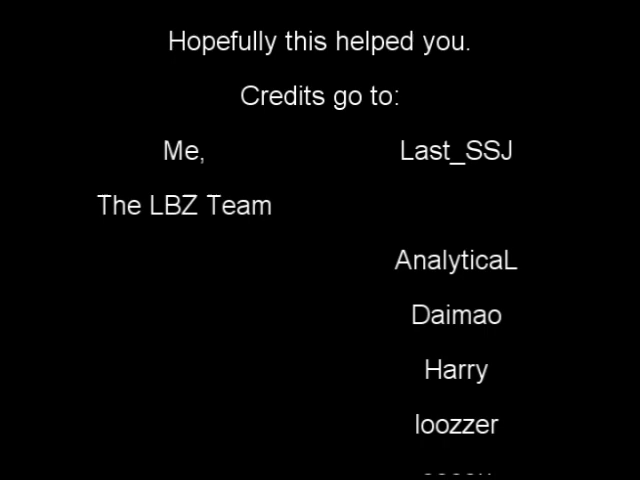 Hopefully this helped you.
Credits go to:
Me, Last_SSJ
The LBZ Team
AnalyticaL
Daimao
Harry
loozzer